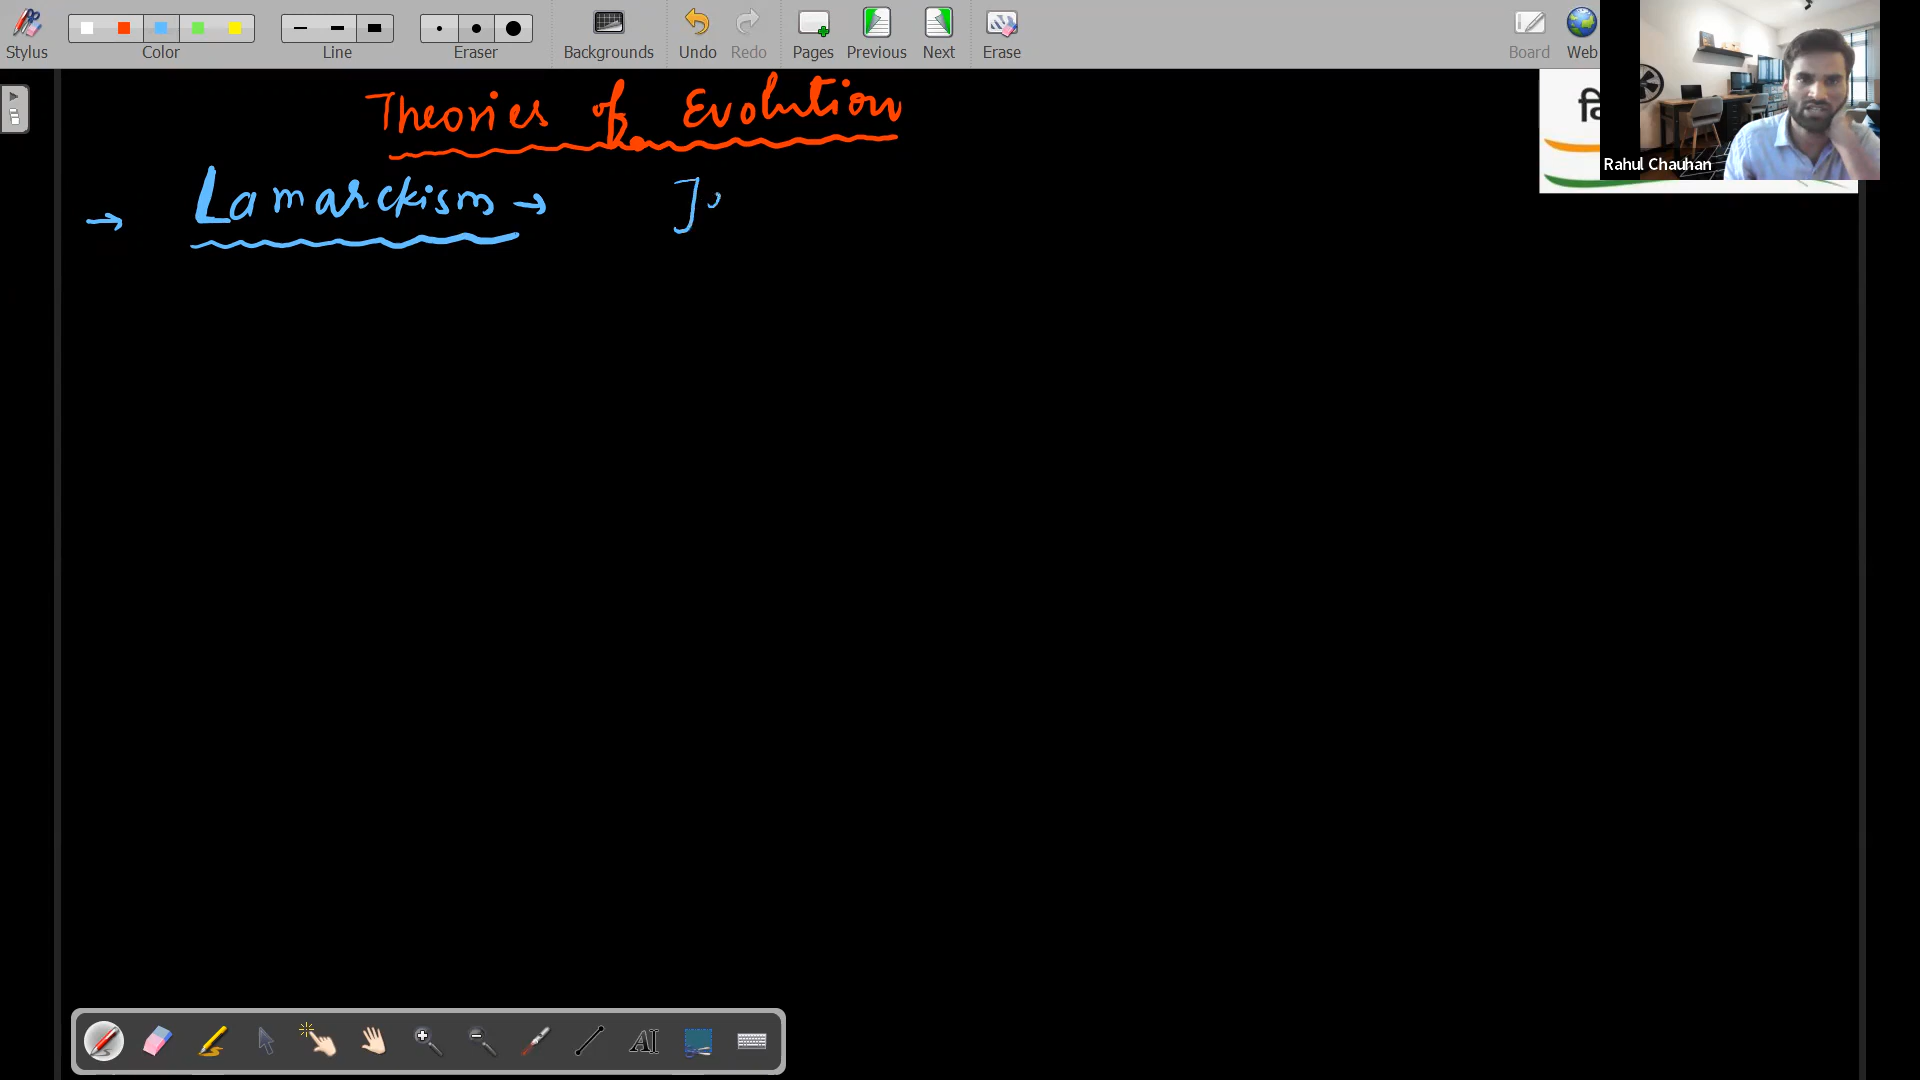 Stylus Color Line Eraser Backgrounds Undo Redo Pages Previous Next Erase Board Web
Rahul Chauhan
Theories of Evolution
→ Lamarckism →
AI